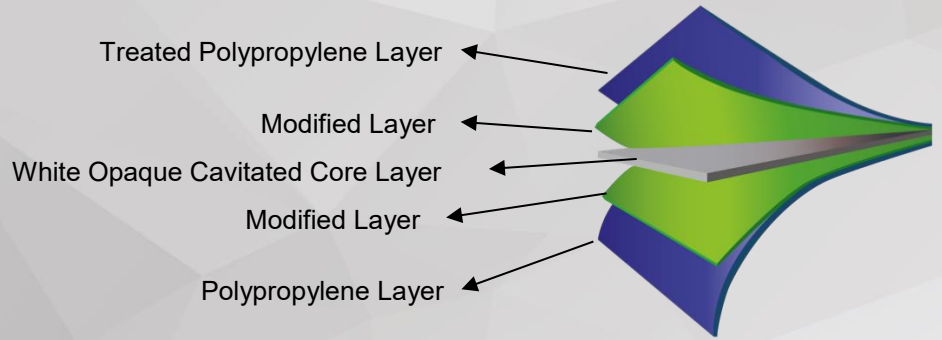 Treated Polypropylene Layer
Modified Layer
White Opaque Cavitated Core Layer
Modified Layer
Polypropylene Layer